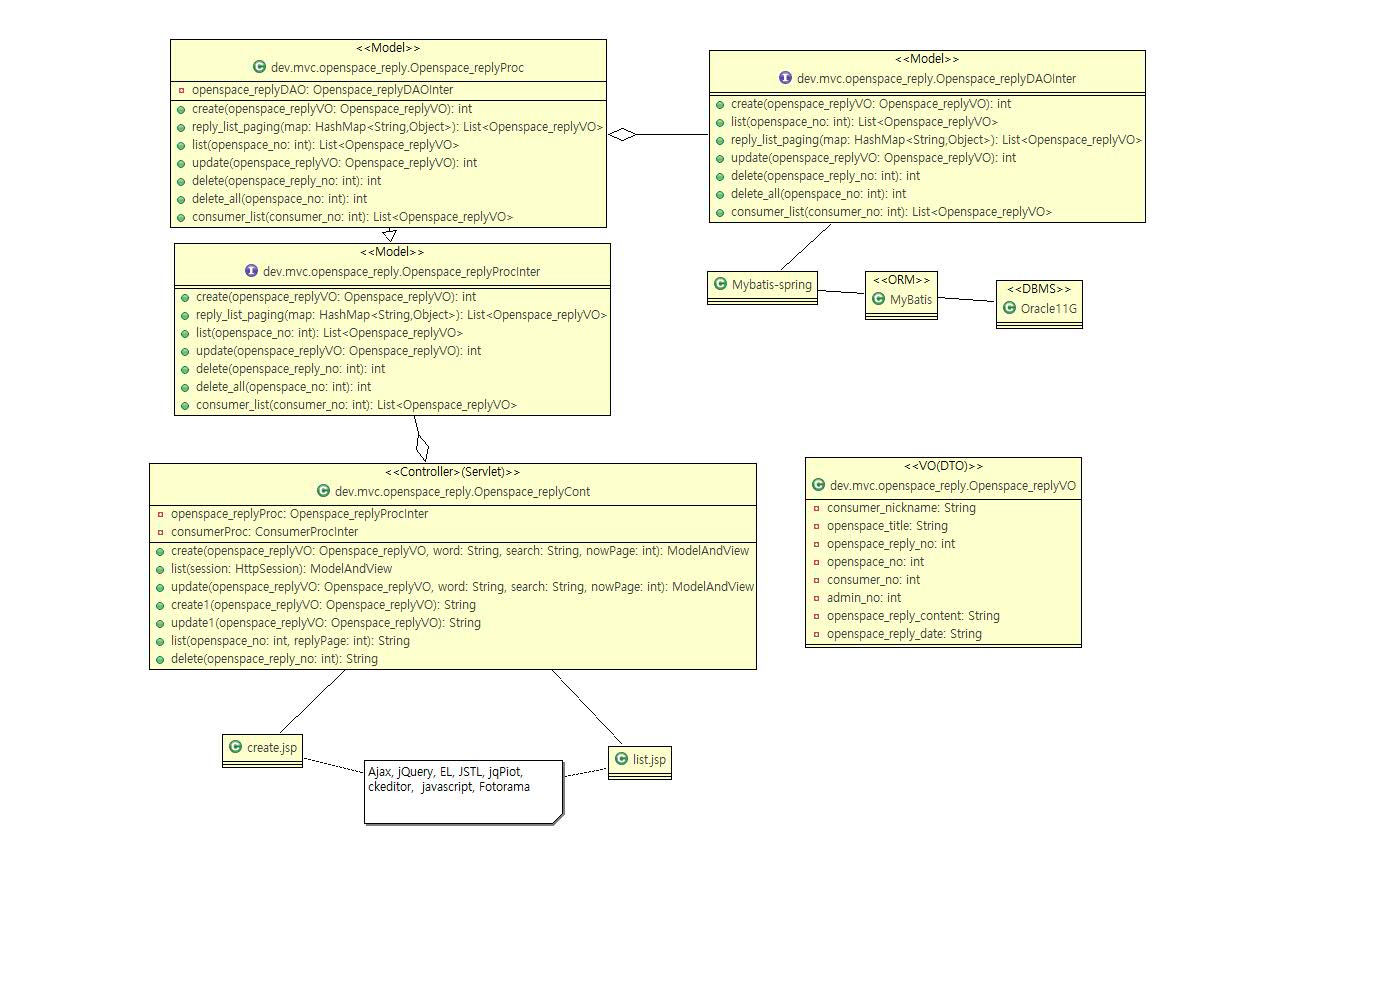 <<Model>>
dev.mvc.openspace_reply.Openspace_replyProc
openspace_replyDAO: Openspace_replyDAOInter
create(openspace_replyVO: Openspace_replyVO): int
reply_list_paging(map: HashMap<String,Object>): List<Openspace_replyVO>
list(openspace_no: int): List<Openspace_replyVO>
update(openspace_replyVO: Openspace_replyVO): int
delete(openspace_reply_no: int): int
delete_all(openspace_no: int): int
consumer_list(consumer_no: int): List<Openspace_replyVO>
<<Model>>
dev.mvc.openspace_reply.Openspace_replyDAOInter
create(openspace_replyVO: Openspace_replyVO): int
list(openspace_no: int): List<Openspace_replyVO>
reply_list_paging(map: HashMap<String,Object>): List<Openspace_replyVO>
update(openspace_replyVO: Openspace_replyVO): int
delete(openspace_reply_no: int): int
delete_all(openspace_no: int): int
consumer_list(consumer_no: int): List<Openspace_replyVO>
<<Model>>
dev.mvc.openspace_reply.Openspace_replyProcInter
create(openspace_replyVO: Openspace_replyVO): int
reply_list_paging(map: HashMap<String,Object>): List<Openspace_replyVO>
list(openspace_no: int): List<Openspace_replyVO>
update(openspace_replyVO: Openspace_replyVO): int
delete(openspace_reply_no: int): int
delete_all(openspace_no: int): int
consumer_list(consumer_no: int): List<Openspace_replyVO>
Mybatis-spring
<<ORM>>
MyBatis
<<DBMS>>
Oracle11G
<<Controller>(Servlet)>>
dev.mvc.openspace_reply.Openspace_replyCont
openspace_replyProc: Openspace_replyProcInter
consumerProc: ConsumerProcInter
create(openspace_replyVO: Openspace_replyVO, word: String, search: String, nowPage: int): ModelAndView
list(session: HttpSession): ModelAndView
update(openspace_replyVO: Openspace_replyVO, word: String, search: String, nowPage: int): ModelAndView
create1(openspace_replyVO: Openspace_replyVO): String
update1(openspace_replyVO: Openspace_replyVO): String
list(openspace_no: int, replyPage: int): String
delete(openspace_reply_no: int): String
<<VO(DTO)>>
dev.mvc.openspace_reply.Openspace_replyVO
consumer_nickname: String
openspace_title: String
openspace_reply_no: int
openspace_no: int
consumer_no: int
admin_no: int
openspace_reply_content: String
openspace_reply_date: String
create.jsp
list.jsp
Ajax, jQuery, EL, JSTL, jqPiot,
ckeditor,  javascript, Fotorama